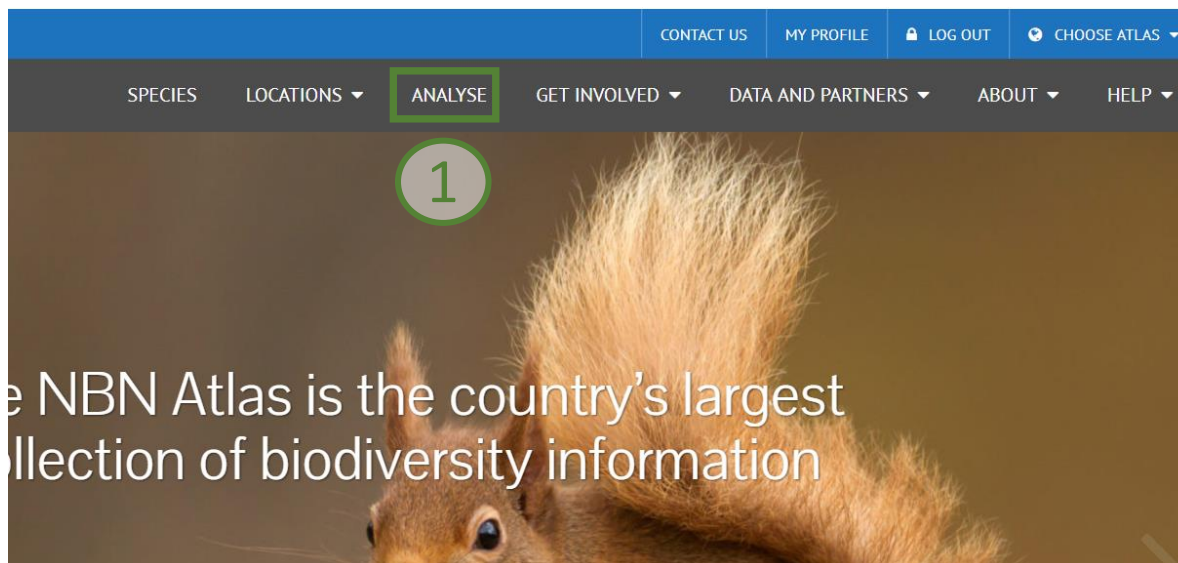 CONTACT US MY PROFILE LOG OUT CHOOSE ATLAS
SPECIES LOCATIONS ANALYSE GET INVOLVED DATA AND PARTNERS ABOUT HELP
1
e NBN Atlas is the country's largest
ollection of biodiversity information